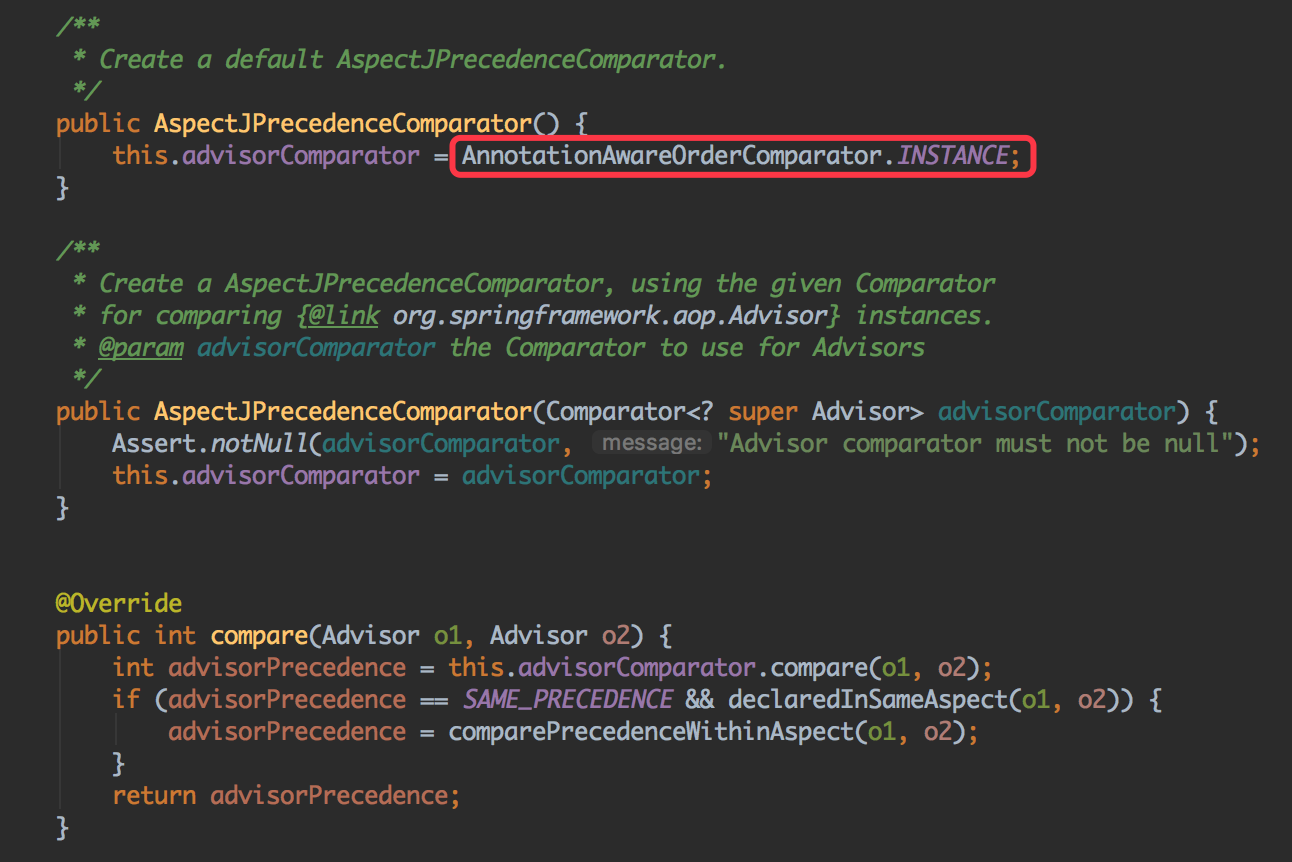 /**
 * Create a default AspectJPrecedenceComparator.
 */
public AspectJPrecedenceComparator() {
    this.advisorComparator = AnnotationAwareOrderComparator.INSTANCE;
}
/**
 * Create a AspectJPrecedenceComparator, using the given Comparator
 * for comparing {@link org.springframework.aop.Advisor} instances.
 * @param advisorComparator the Comparator to use for Advisors
 */
public AspectJPrecedenceComparator(Comparator<? super Advisor> advisorComparator) {
    Assert.notNull(advisorComparator, message: "Advisor comparator must not be null");
    this.advisorComparator = advisorComparator;
}
@Override
public int compare(Advisor o1, Advisor o2) {
    int advisorPrecedence = this.advisorComparator.compare(o1, o2);
    if (advisorPrecedence == SAME_PRECEDENCE && declaredInSameAspect(o1, o2)) {
        advisorPrecedence = comparePrecedenceWithinAspect(o1, o2);
    }
    return advisorPrecedence;
}